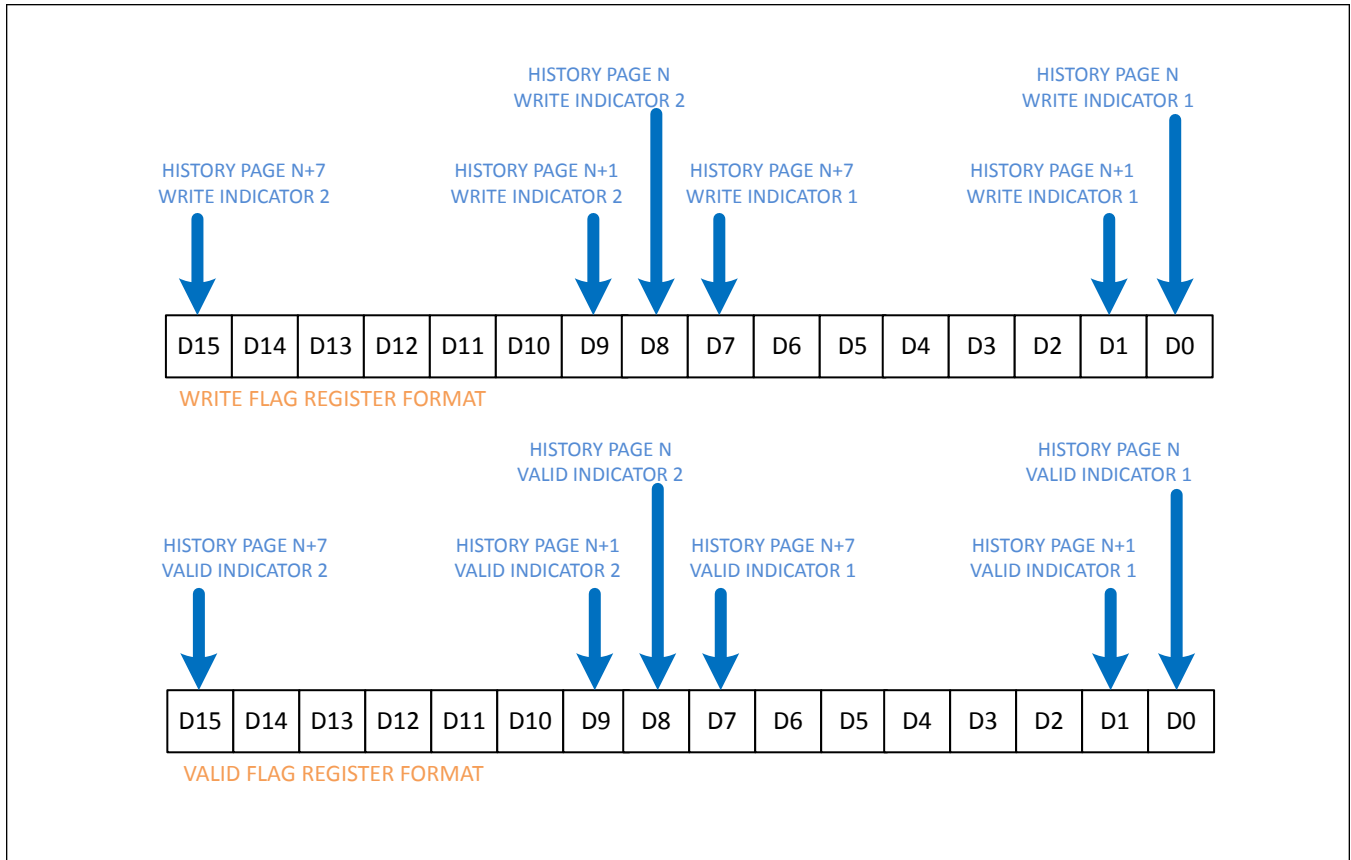 HISTORY PAGE N
WRITE INDICATOR 2
HISTORY PAGE N
WRITE INDICATOR 1
HISTORY PAGE N+7
WRITE INDICATOR 2
HISTORY PAGE N+1
WRITE INDICATOR 2
HISTORY PAGE N+7
WRITE INDICATOR 1
HISTORY PAGE N+1
WRITE INDICATOR 1
D15 D14 D13 D12 D11 D10 D9 D8 D7 D6 D5 D4 D3 D2 D1 D0
WRITE FLAG REGISTER FORMAT
HISTORY PAGE N
VALID INDICATOR 2
HISTORY PAGE N
VALID INDICATOR 1
HISTORY PAGE N+7
VALID INDICATOR 2
HISTORY PAGE N+1
VALID INDICATOR 2
HISTORY PAGE N+7
VALID INDICATOR 1
HISTORY PAGE N+1
VALID INDICATOR 1
D15 D14 D13 D12 D11 D10 D9 D8 D7 D6 D5 D4 D3 D2 D1 D0
VALID FLAG REGISTER FORMAT